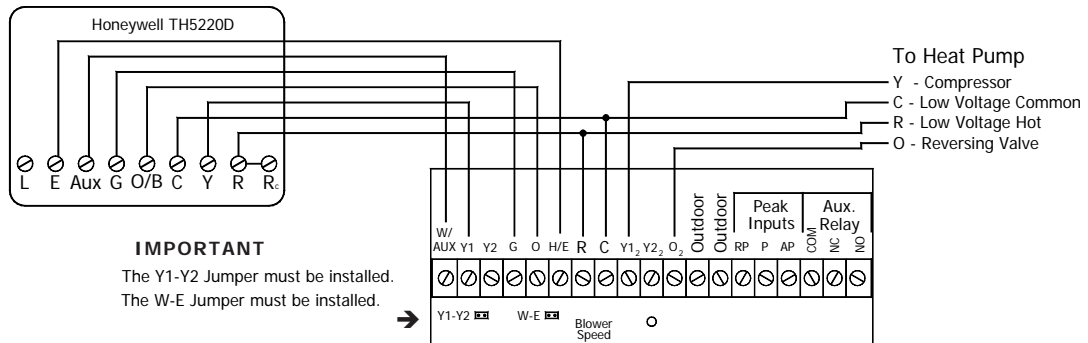 Honeywell TH5220D
L E Aux G O/B C Y R Rc
To Heat Pump
Y - Compressor
C - Low Voltage Common
R - Low Voltage Hot
O - Reversing Valve
IMPORTANT
The Y1-Y2 Jumper must be installed.
The W-E Jumper must be installed.
W/
AUX Y1 Y2 G O H/E R C Y1₂ Y2₂ O₂ Outdoor Outdoor
Peak
Inputs
RP P AP
Aux.
Relay
COM NC NO
Y1-Y2 W-E
Blower
Speed